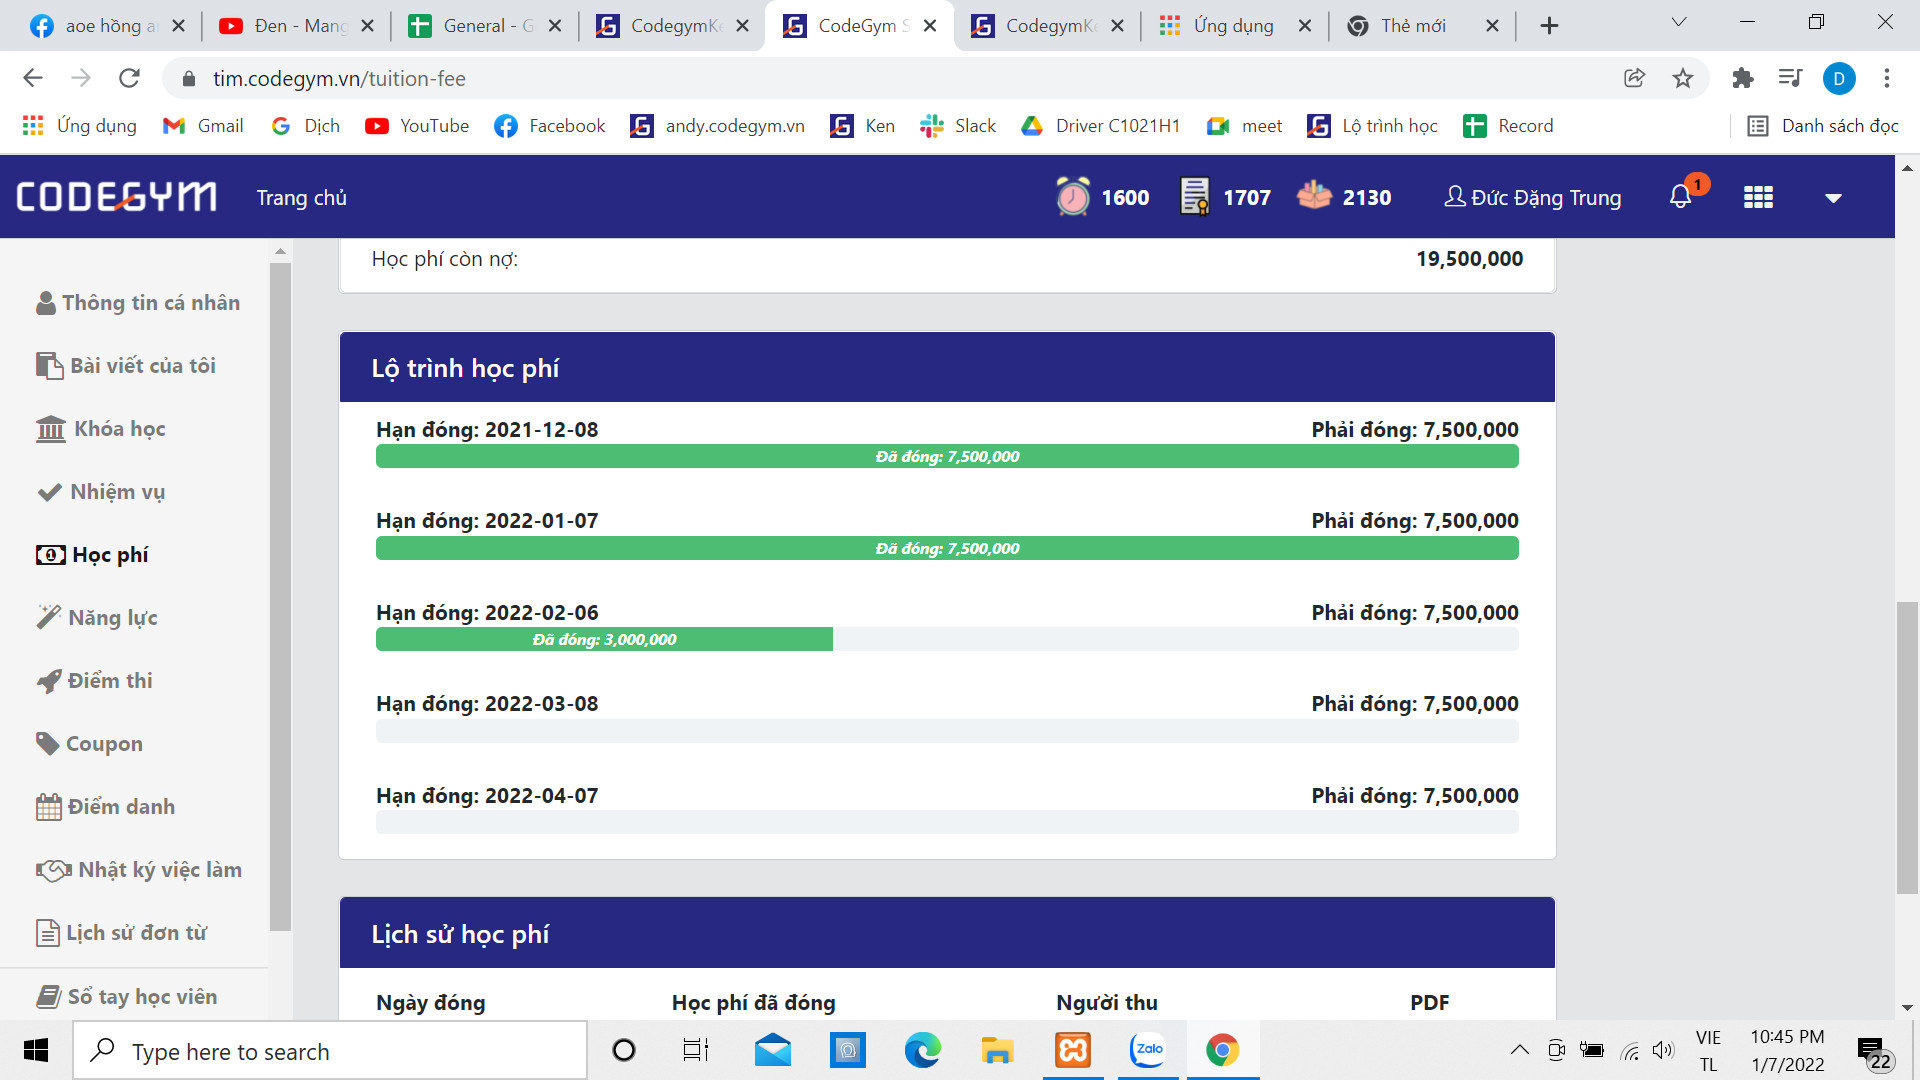 aoe hồng a
Đen - Mang
General - G
CodegymKe
CodeGym S
CodegymKe
Ứng dụng
Thẻ mới
tim.codegym.vn/tuition-fee
D
Ứng dụng
Gmail
Dịch
YouTube
Facebook
andy.codegym.vn
Ken
Slack
Driver C1021H1
meet
Lộ trình học
Record
Danh sách đọc
CODEGYM
Trang chủ
1600
1707
2130
Đức Đặng Trung
1
Thông tin cá nhân
Bài viết của tôi
Khóa học
Nhiệm vụ
Học phí
Năng lực
Điểm thi
Coupon
Điểm danh
Nhật ký việc làm
Lịch sử đơn từ
Sổ tay học viên
Học phí còn nợ: 19,500,000
Lộ trình học phí
Hạn đóng: 2021-12-08 Phải đóng: 7,500,000
Đã đóng: 7,500,000
Hạn đóng: 2022-01-07 Phải đóng: 7,500,000
Đã đóng: 7,500,000
Hạn đóng: 2022-02-06 Phải đóng: 7,500,000
Đã đóng: 3,000,000
Hạn đóng: 2022-03-08 Phải đóng: 7,500,000
Hạn đóng: 2022-04-07 Phải đóng: 7,500,000
Lịch sử học phí
Ngày đóng Học phí đã đóng Người thu PDF
Type here to search
Zalo
VIE
TL
10:45 PM
1/7/2022
22